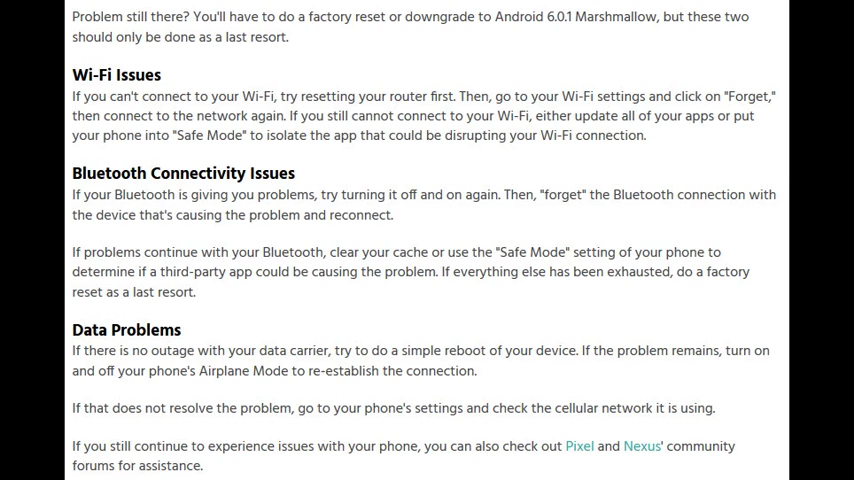 Problem still there? You'll have to do a factory reset or downgrade to Android 6.0.1 Marshmallow, but these two
should only be done as a last resort.
Wi-Fi Issues
If you can't connect to your Wi-Fi, try resetting your router first. Then, go to your Wi-Fi settings and click on "Forget,"
then connect to the network again. If you still cannot connect to your Wi-Fi, either update all of your apps or put
your phone into "Safe Mode" to isolate the app that could be disrupting your Wi-Fi connection.
Bluetooth Connectivity Issues
If your Bluetooth is giving you problems, try turning it off and on again. Then, "forget" the Bluetooth connection with
the device that's causing the problem and reconnect.
If problems continue with your Bluetooth, clear your cache or use the "Safe Mode" setting of your phone to
determine if a third-party app could be causing the problem. If everything else has been exhausted, do a factory
reset as a last resort.
Data Problems
If there is no outage with your data carrier, try to do a simple reboot of your device. If the problem remains, turn on
and off your phone's Airplane Mode to re-establish the connection.
If that does not resolve the problem, go to your phone's settings and check the cellular network it is using.
If you still continue to experience issues with your phone, you can also check out Pixel and Nexus' community
forums for assistance.